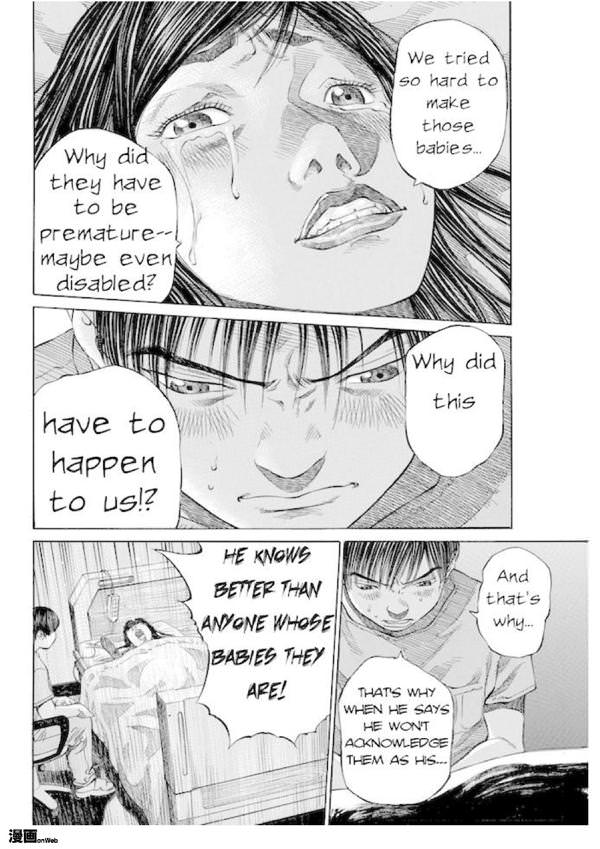 We tried
so hard to
make
those
babies...
Why did
they have
to be
premature--
maybe even
disabled?
Why did
this
have to
happen
to us!?
And
that's
why...
THAT'S WHY
WHEN HE SAYS
HE WON'T
ACKNOWLEDGE
THEM AS HIS...
HE KNOWS
BETTER THAN
ANYONE WHOSE
BABIES THEY
ARE!
漫画onWeb